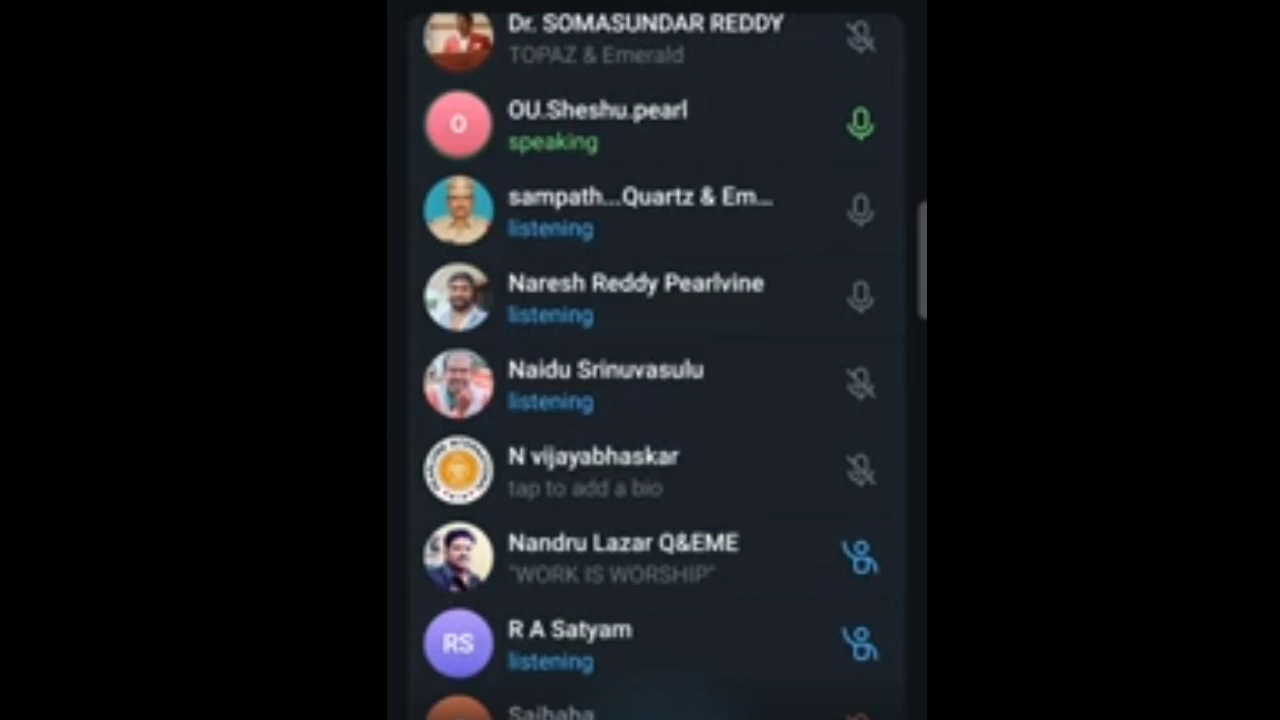 Dr. SOMASUNDAR REDDY
TOPAZ & Emerald
O
OU.Sheshu.pearl
speaking
sampath...Quartz & Em...
listening
Naresh Reddy Pearlvine
listening
Naidu Srinuvasulu
listening
N vijayabhaskar
tap to add a bio
Nandru Lazar Q&EME
"WORK IS WORSHIP"
RS
R A Satyam
listening
Saibaba